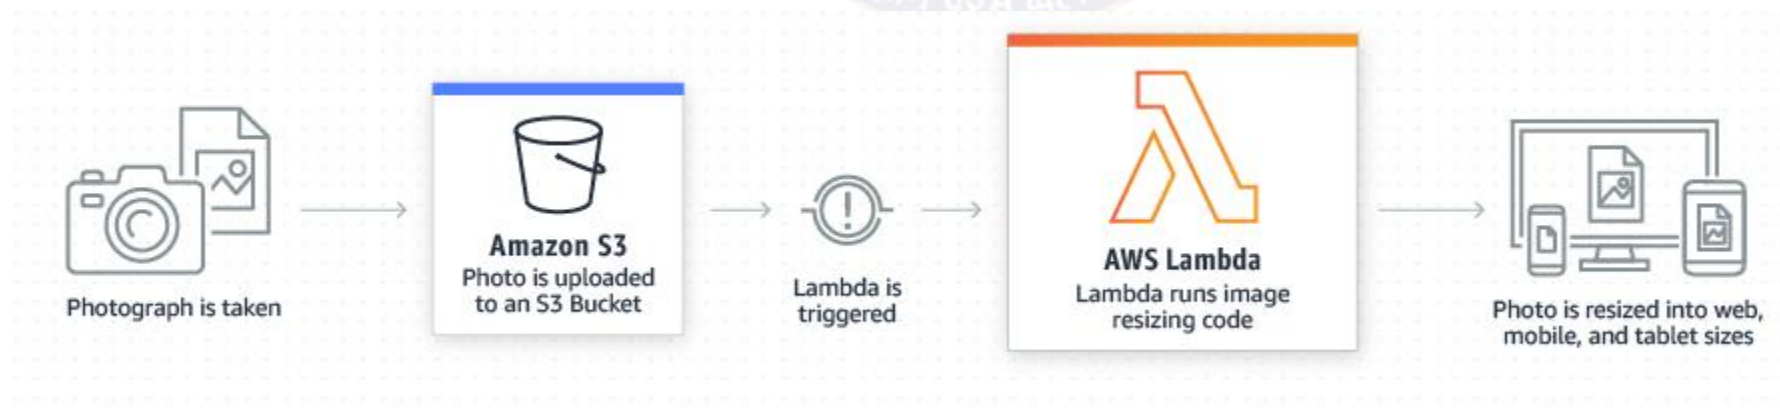 Photograph is taken
Amazon S3
Photo is uploaded
to an S3 Bucket
Lambda is
triggered
AWS Lambda
Lambda runs image
resizing code
Photo is resized into web,
mobile, and tablet sizes